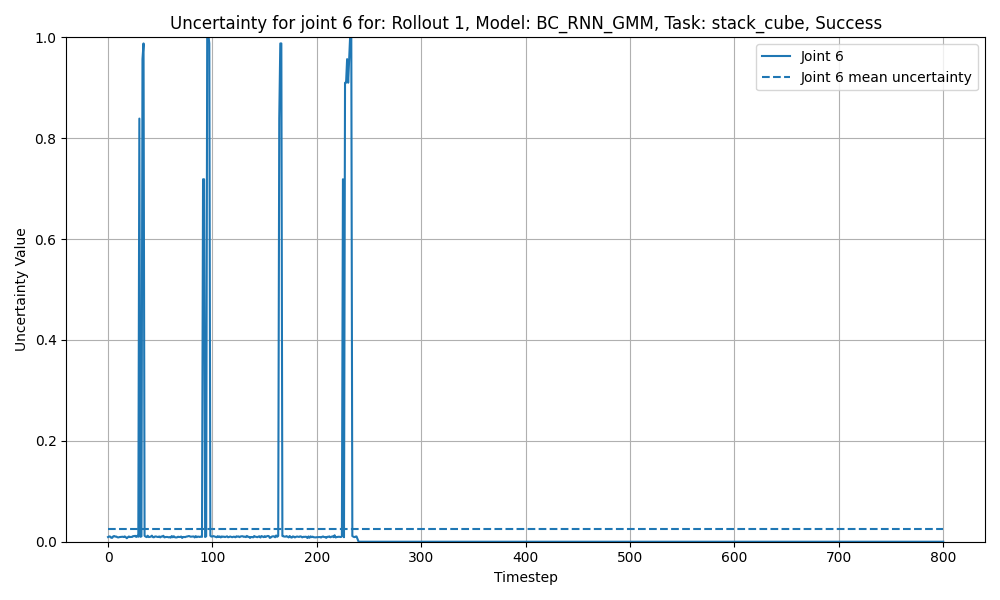 Uncertainty for joint 6 for: Rollout 1, Model: BC_RNN_GMM, Task: stack_cube, Success
Joint 6
Joint 6 mean uncertainty
Uncertainty Value
1.0
0.8
0.6
0.4
0.2
0.0
0 100 200 300 400 500 600 700 800
Timestep